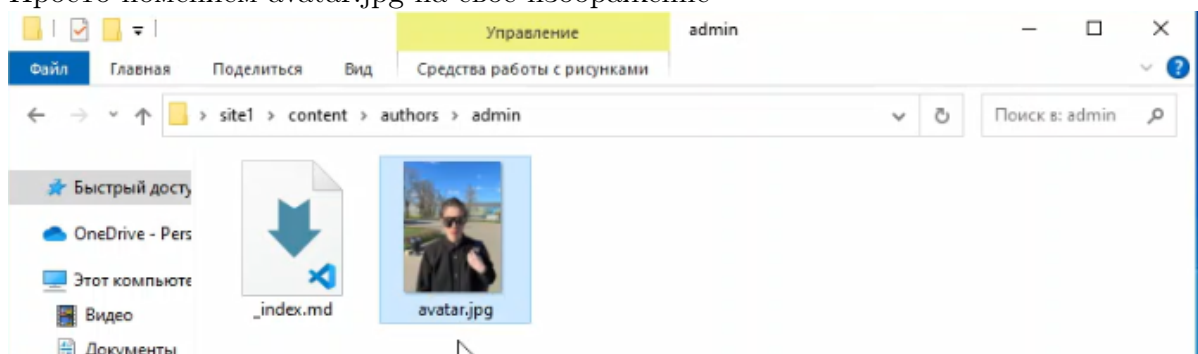 Просто поменяем avatar.jpg на свое изображение
Управление admin
Файл Главная Поделиться Вид Средства работы с рисунками
site1 > content > authors > admin Поиск в: admin
Быстрый досту
OneDrive - Pers
Этот компьюте
Видео
Документы
_index.md avatar.jpg